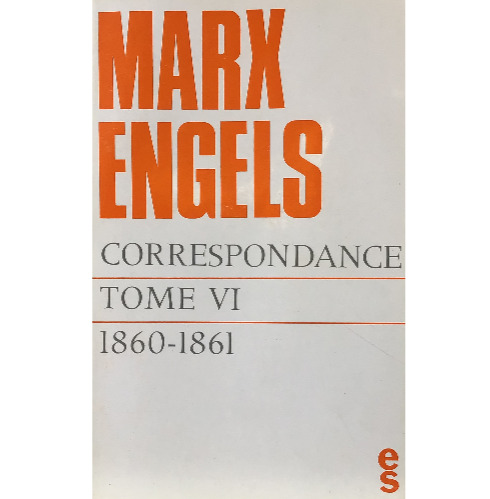 MARX
ENGELS
CORRESPONDANCE
TOME VI
1860-1861
es